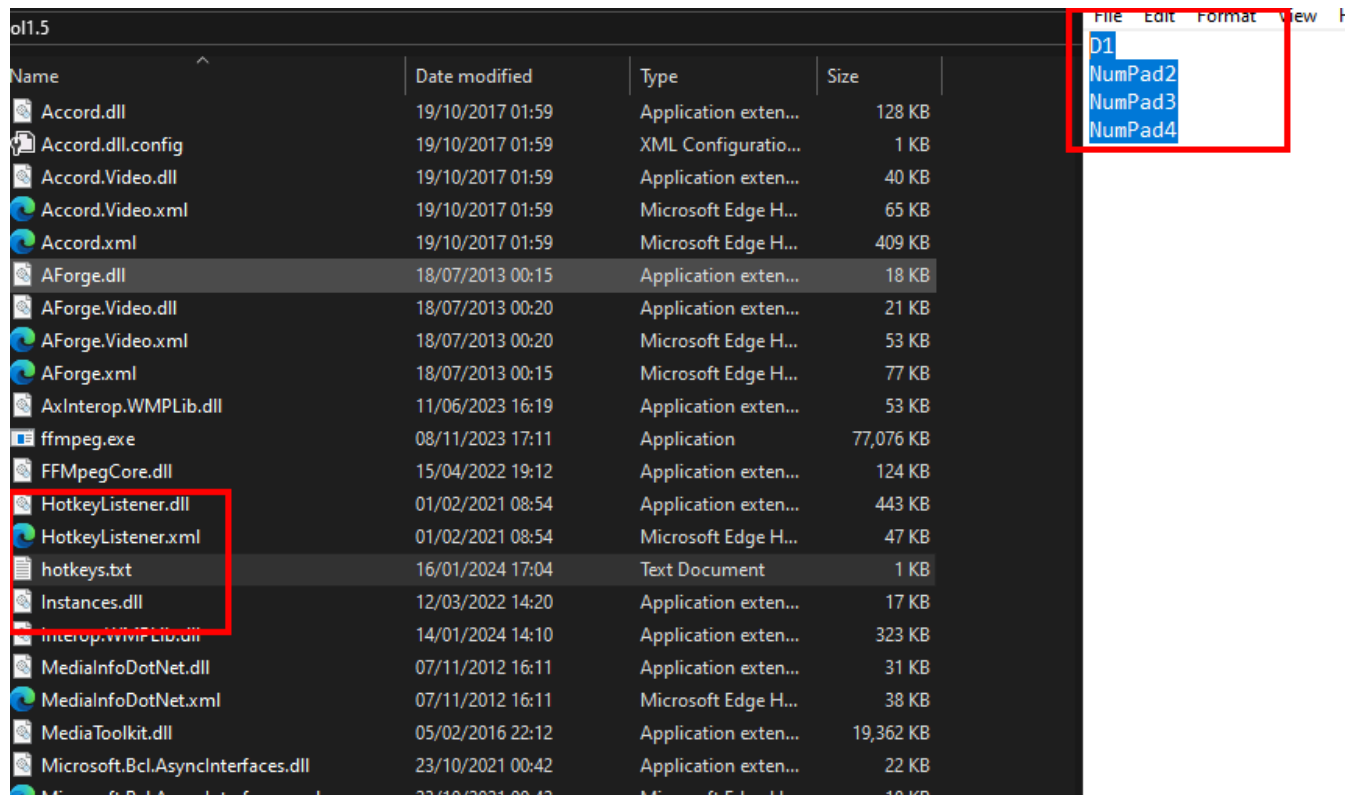 ol1.5
File Edit Format View H
Name Date modified Type Size
D1
NumPad2
NumPad3
NumPad4
Accord.dll 19/10/2017 01:59 Application exten... 128 KB
Accord.dll.config 19/10/2017 01:59 XML Configuratio... 1 KB
Accord.Video.dll 19/10/2017 01:59 Application exten... 40 KB
Accord.Video.xml 19/10/2017 01:59 Microsoft Edge H... 65 KB
Accord.xml 19/10/2017 01:59 Microsoft Edge H... 409 KB
AForge.dll 18/07/2013 00:15 Application exten... 18 KB
AForge.Video.dll 18/07/2013 00:20 Application exten... 21 KB
AForge.Video.xml 18/07/2013 00:20 Microsoft Edge H... 53 KB
AForge.xml 18/07/2013 00:15 Microsoft Edge H... 77 KB
AxInterop.WMPLib.dll 11/06/2023 16:19 Application exten... 53 KB
ffmpeg.exe 08/11/2023 17:11 Application 77,076 KB
FFMpegCore.dll 15/04/2022 19:12 Application exten... 124 KB
HotkeyListener.dll 01/02/2021 08:54 Application exten... 443 KB
HotkeyListener.xml 01/02/2021 08:54 Microsoft Edge H... 47 KB
hotkeys.txt 16/01/2024 17:04 Text Document 1 KB
Instances.dll 12/03/2022 14:20 Application exten... 17 KB
Interop.WMPLib.dll 14/01/2024 14:10 Application exten... 323 KB
MediaInfoDotNet.dll 07/11/2012 16:11 Application exten... 31 KB
MediaInfoDotNet.xml 07/11/2012 16:11 Microsoft Edge H... 38 KB
MediaToolkit.dll 05/02/2016 22:12 Application exten... 19,362 KB
Microsoft.Bcl.AsyncInterfaces.dll 23/10/2021 00:42 Application exten... 22 KB